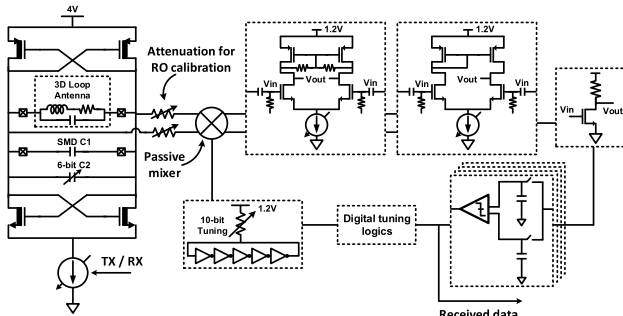 4V
3D Loop
Antenna
SMD C1
6-bit C2
TX / RX
Attenuation for
RO calibration
Passive
mixer
1.2V
Vin
Vout
Vin
1.2V
Vin
Vout
Vin
Vin
Vout
10-bit
Tuning
1.2V
Digital tuning
logics
Received data